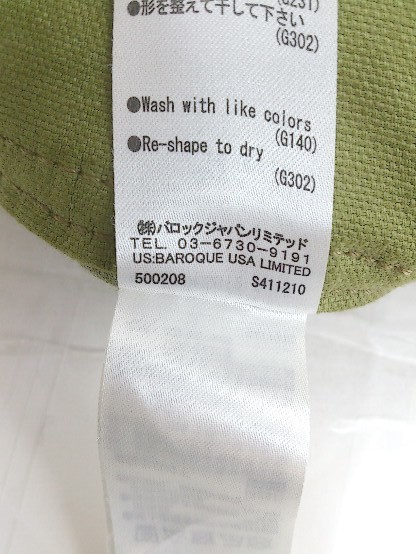 (G231)
●形を整えて干して下さい
(G302)
●Wash with like colors
(G140)
●Re-shape to dry
(G302)
㈱バロックジャパンリミテッド
TEL. 03-6730-9191
US:BAROQUE USA LIMITED
500208 S411210